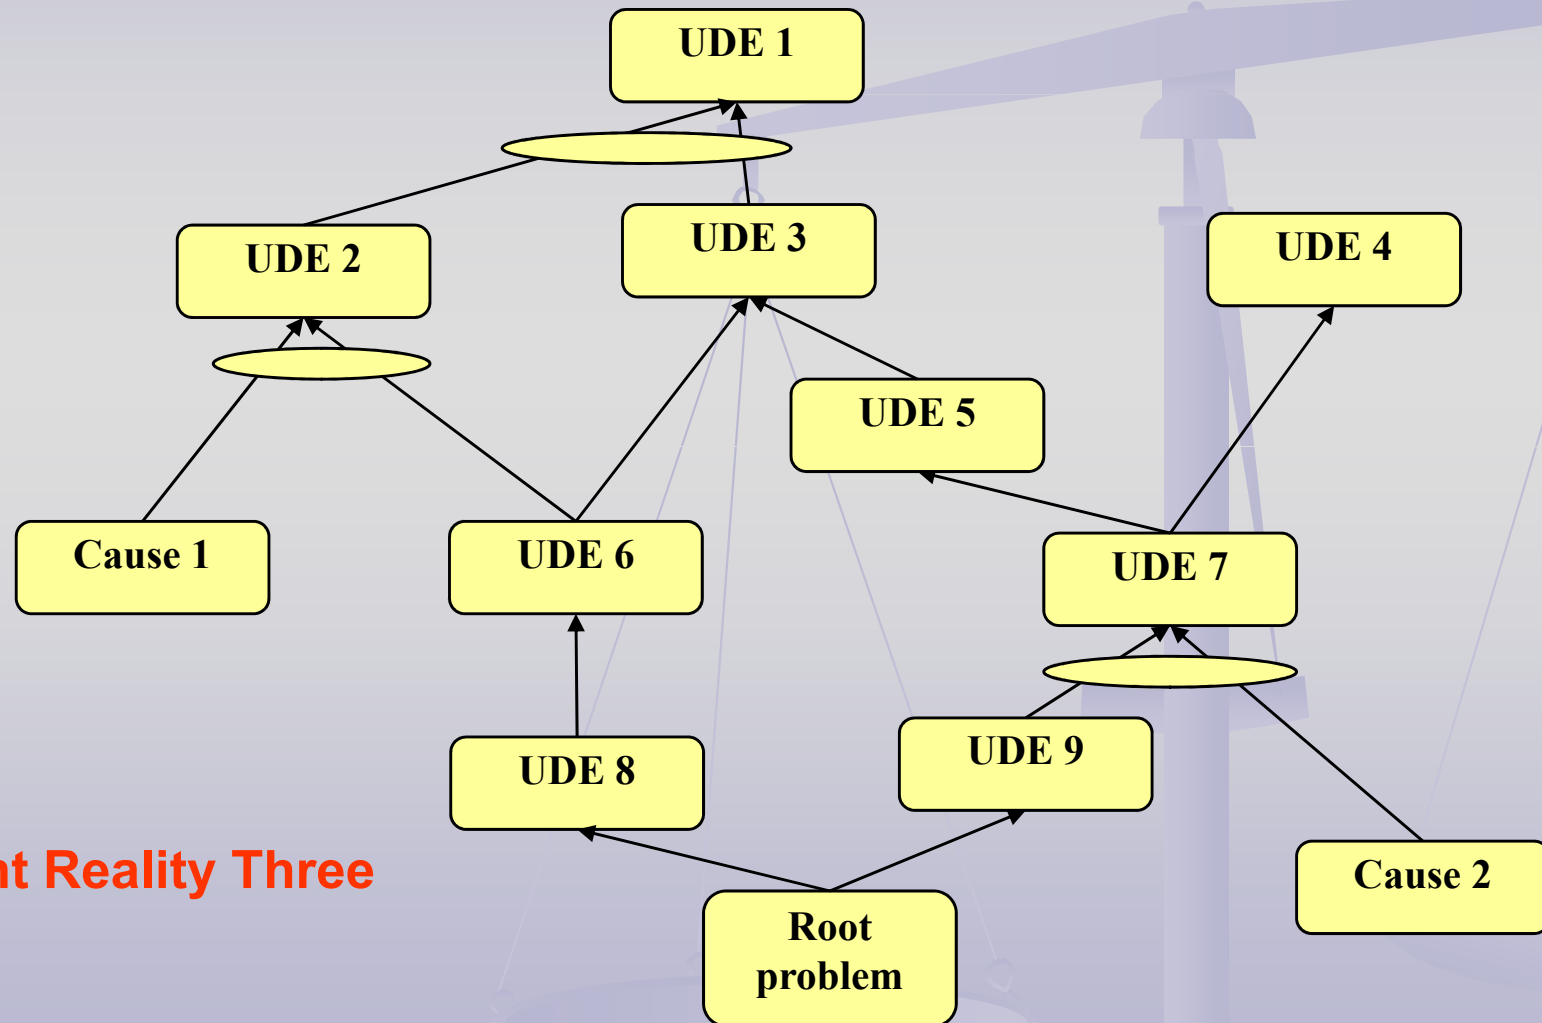 UDE 1
UDE 2
UDE 3
UDE 4
UDE 5
Cause 1
UDE 6
UDE 7
UDE 8
UDE 9
nt Reality Three
Cause 2
Root
problem